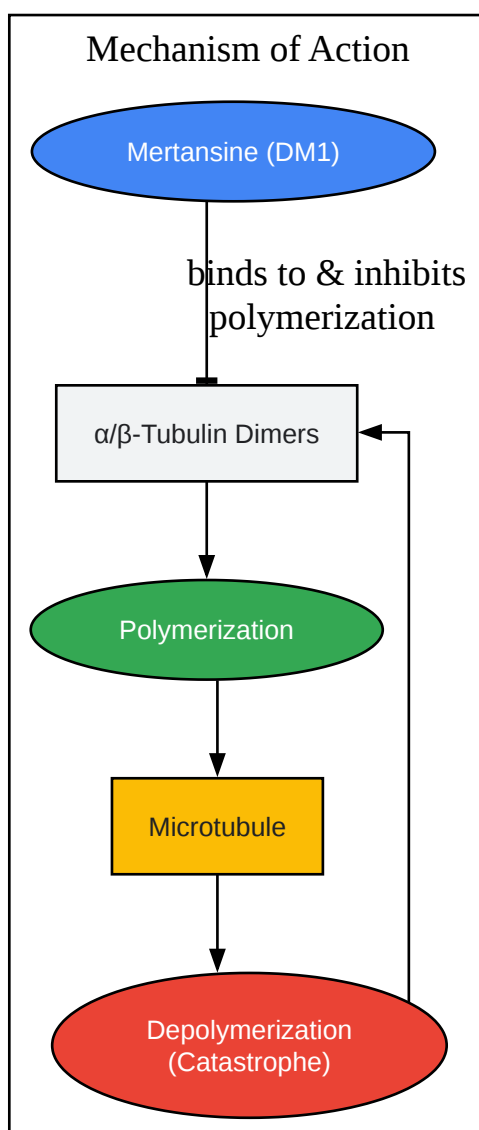 Mechanism of Action
Mertansine (DM1)
binds to & inhibits
polymerization
α/β-Tubulin Dimers
Polymerization
Microtubule
Depolymerization
(Catastrophe)